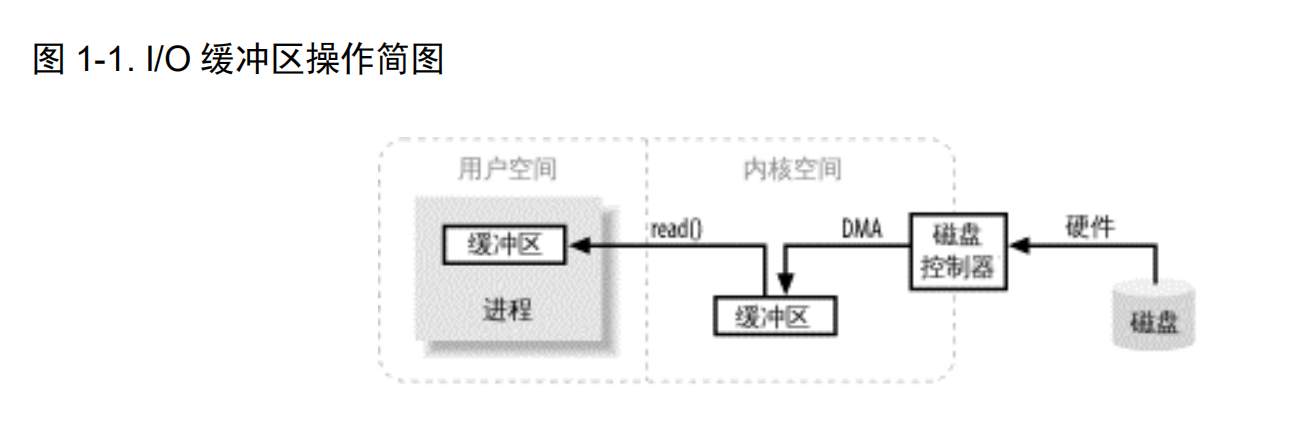 图 1-1. I/O 缓冲区操作简图
用户空间
内核空间
read()
DMA
硬件
缓冲区
磁盘
控制器
进程
缓冲区
磁盘